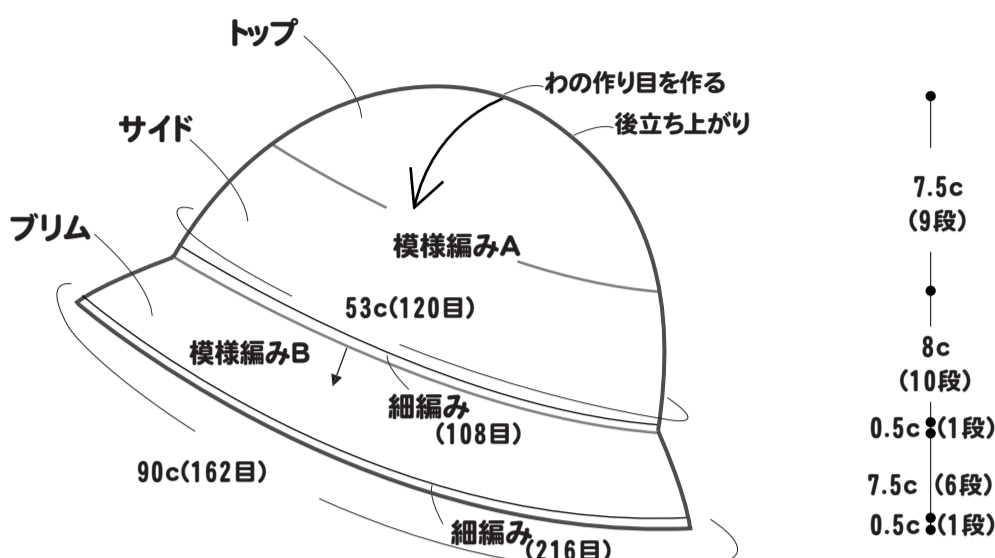 トップ
わの作り目を作る
後立ち上がり
サイド
ブリム
模様編みA
53c(120目)
模様編みB
細編み
(108目)
90c(162目)
細編み
(216目)
7.5c
(9段)
8c
(10段)
0.5c (1段)
7.5c (6段)
0.5c (1段)